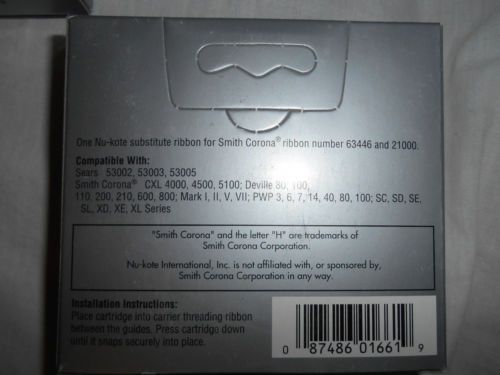 One Nu-kote substitute ribbon for Smith Corona® ribbon number 63446 and 21000.
Compatible With:
Sears 53002, 53003, 53005
Smith Corona® CXL 4000, 4500, 5100; Deville 80, 100,
110, 200, 210, 600, 800; Mark I, II, V, VII; PWP 3, 6, 7, 14, 40, 80, 100; SC, SD, SE,
SL, XD, XE, XL Series
"Smith Corona" and the letter "H" are trademarks of
Smith Corona Corporation.
Nu-kote International, Inc. is not affiliated with, or sponsored by,
Smith Corona Corporation in any way.
Installation Instructions:
Place cartridge into carrier threading ribbon
between the guides. Press cartridge down
until it snaps securely into place.
0 87486 01661 9